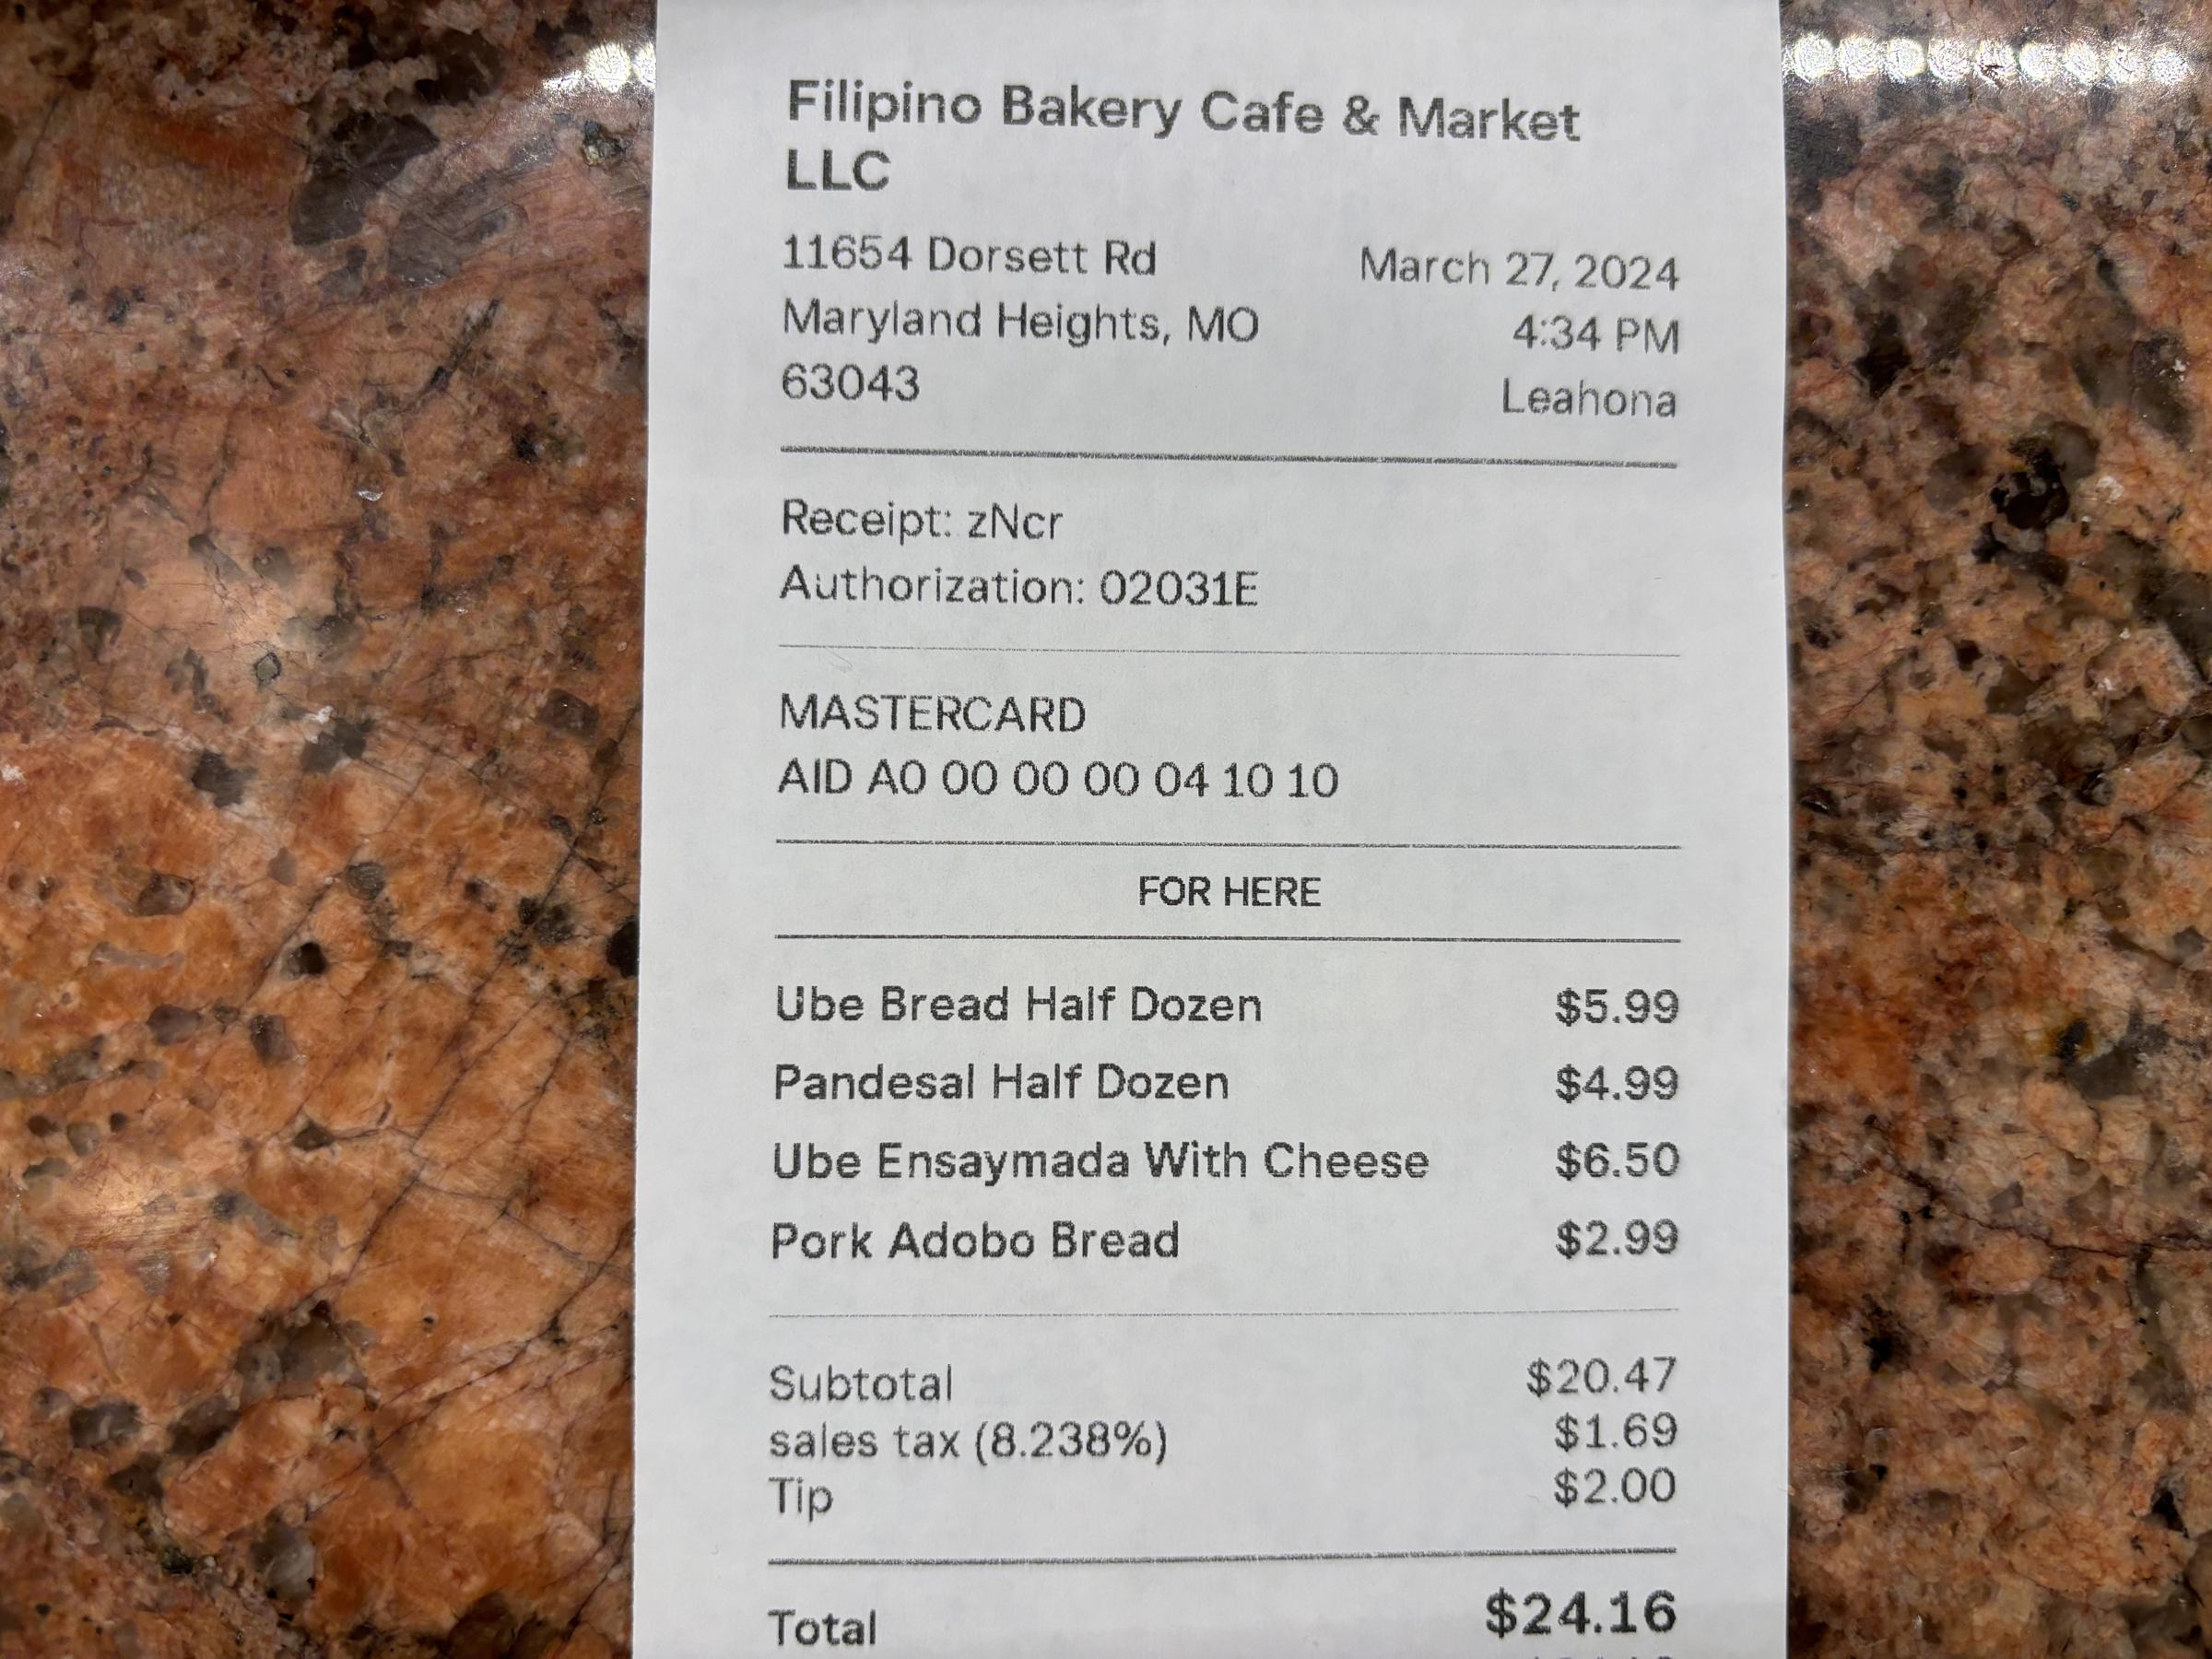 Filipino Bakery Cafe & Market
LLC
11654 Dorsett Rd March 27, 2024
Maryland Heights, MO 4:34 PM
63043 Leahona
Receipt: zNcr
Authorization: 02031E
MASTERCARD
AID A0 00 00 00 04 10 10
FOR HERE
Ube Bread Half Dozen $5.99
Pandesal Half Dozen $4.99
Ube Ensaymada With Cheese $6.50
Pork Adobo Bread $2.99
Subtotal $20.47
sales tax (8.238%) $1.69
Tip $2.00
Total $24.16